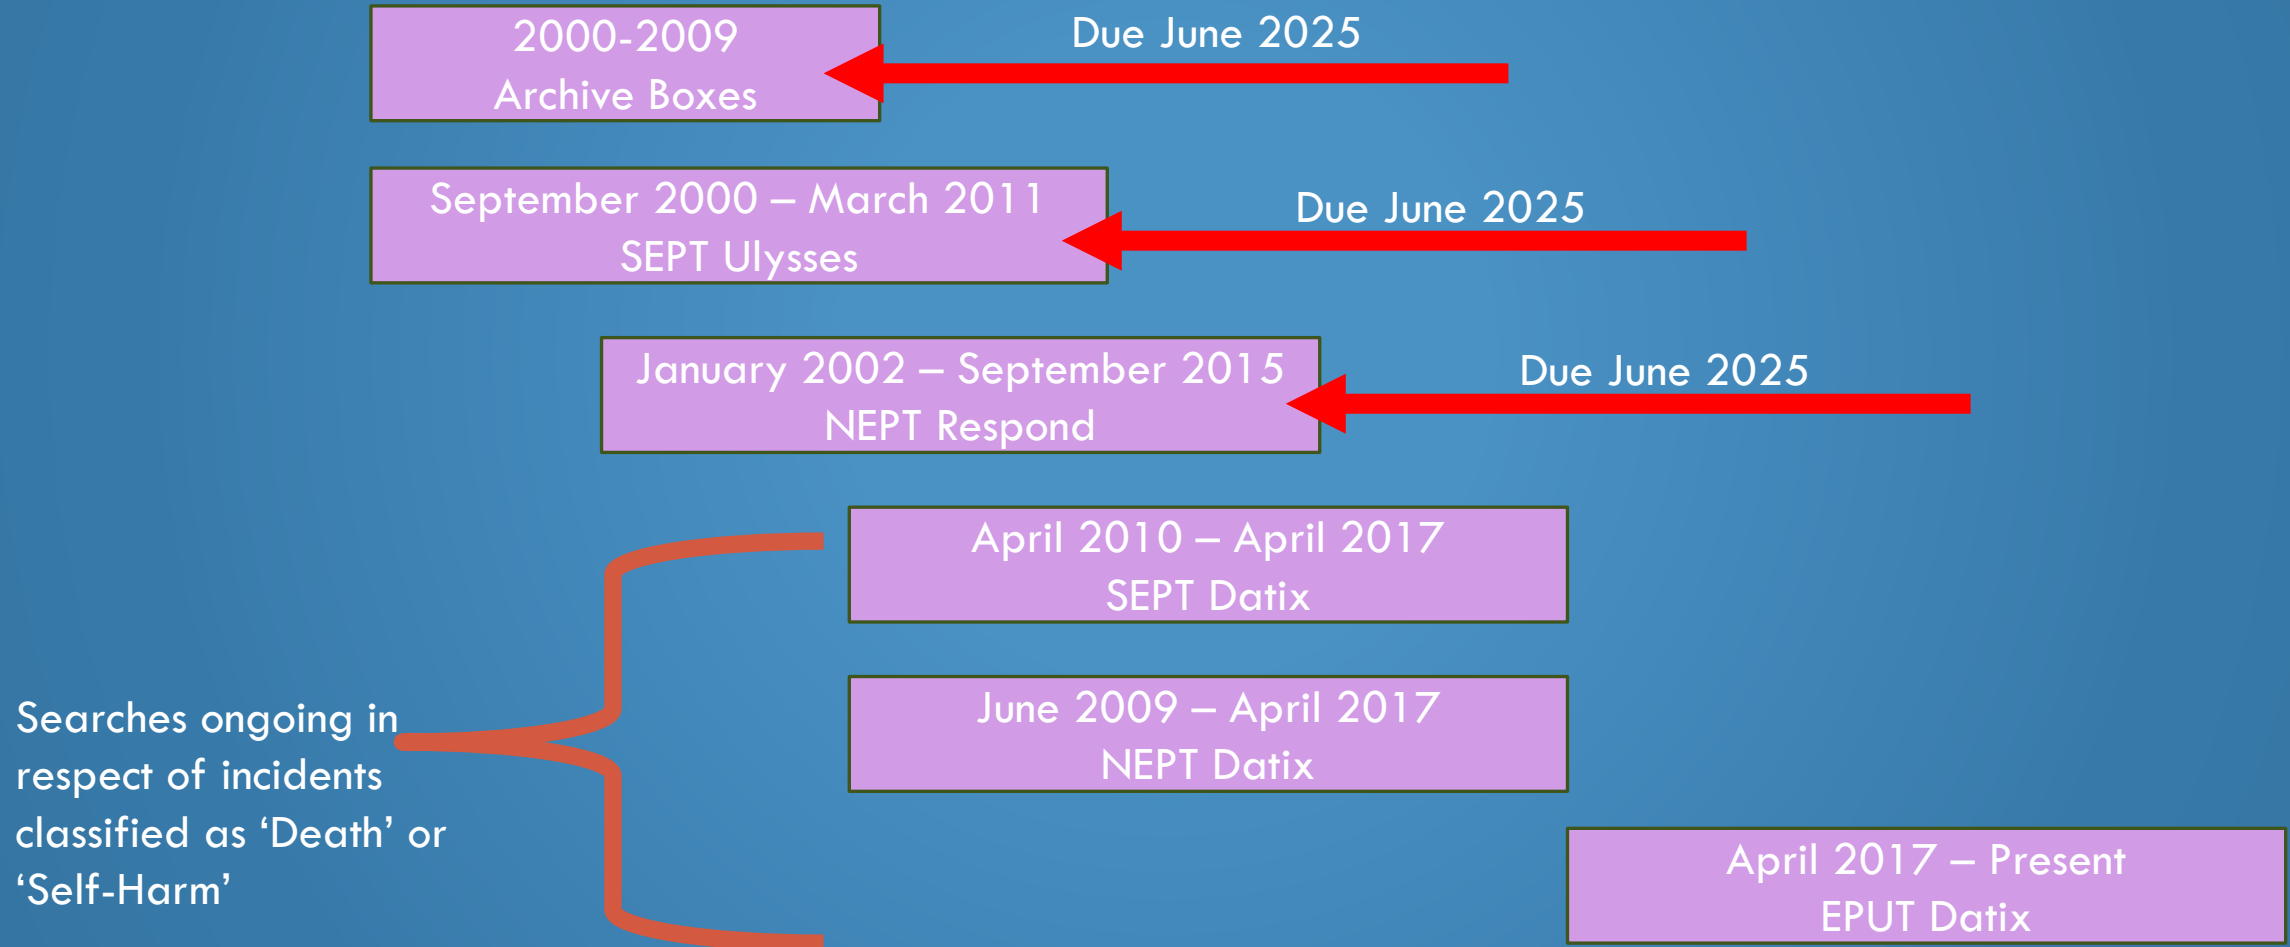 2000-2009
Archive Boxes
Due June 2025
September 2000 – March 2011
SEPT Ulysses
Due June 2025
January 2002 – September 2015
NEPT Respond
Due June 2025
April 2010 – April 2017
SEPT Datix
June 2009 – April 2017
NEPT Datix
Searches ongoing in
respect of incidents
classified as ‘Death’ or
‘Self-Harm’
April 2017 – Present
EPUT Datix